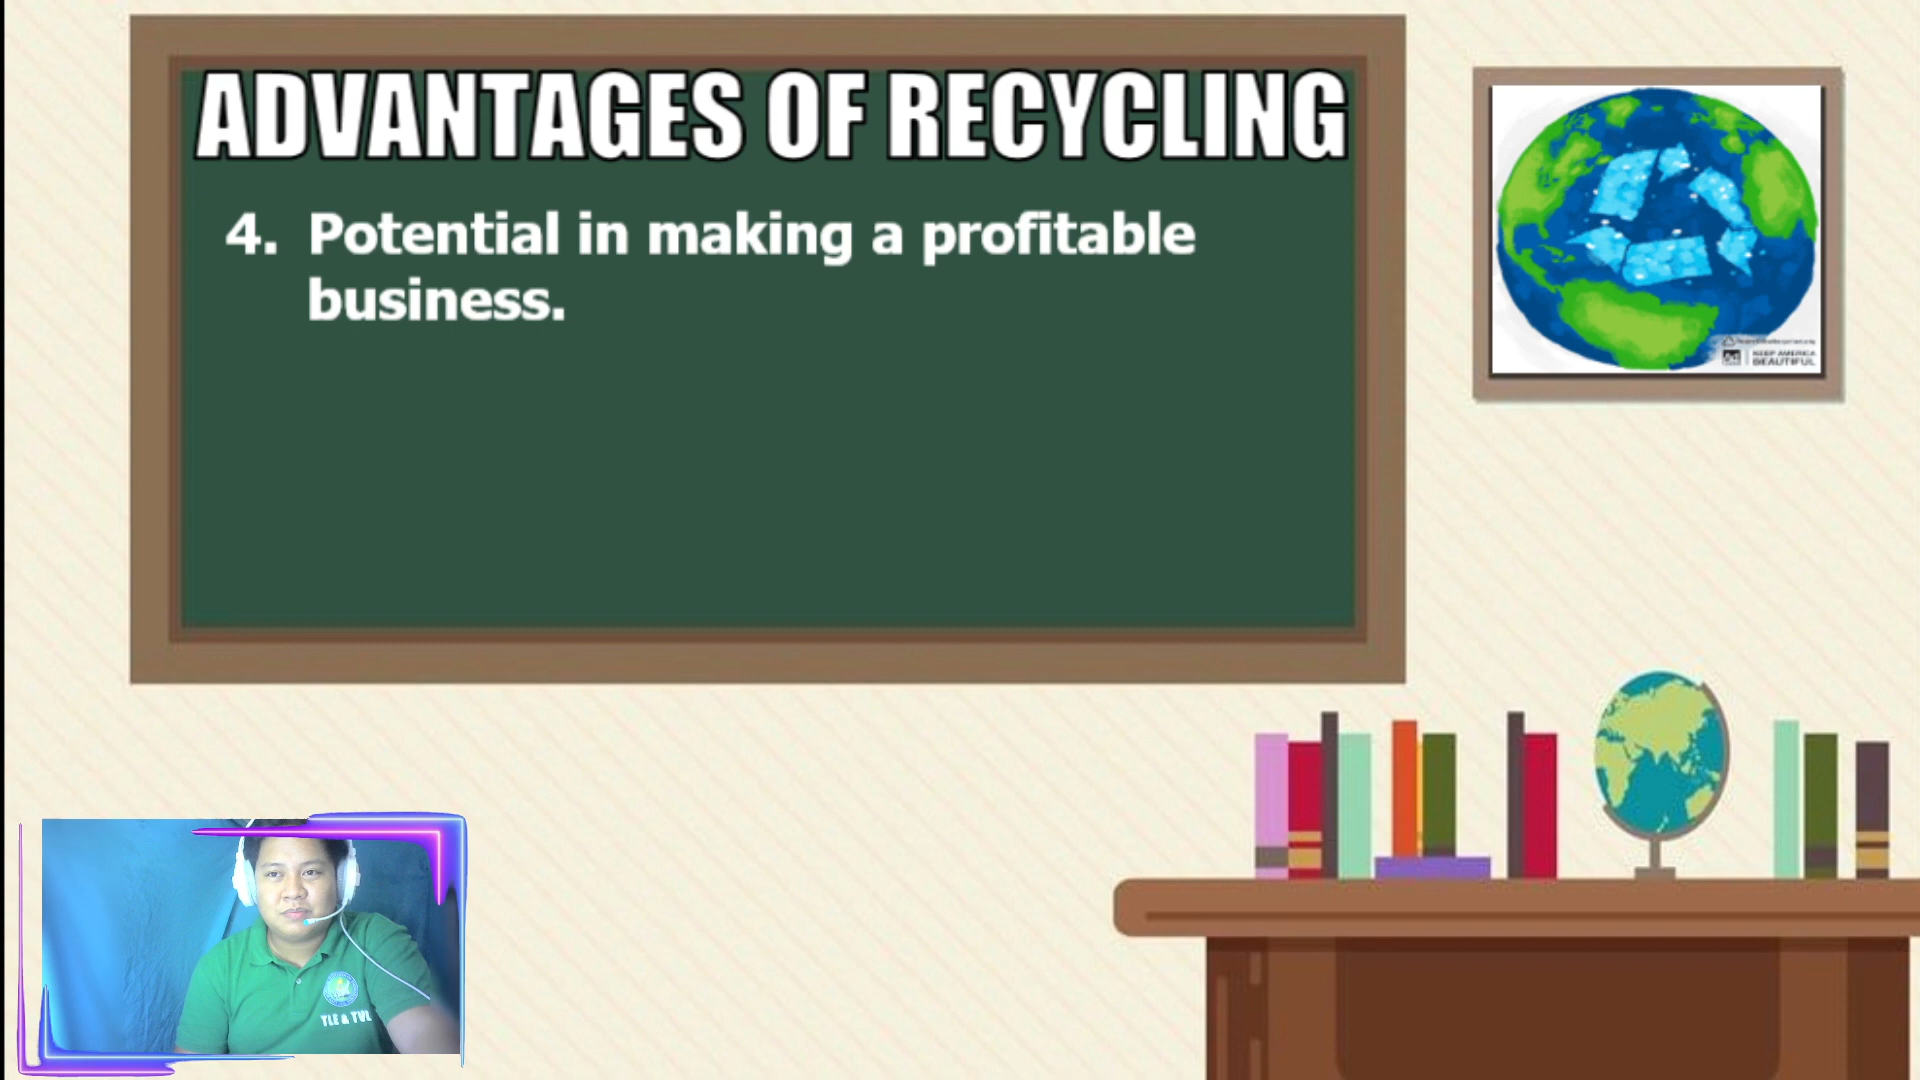 ADVANTAGES OF RECYCLING
4. Potential in making a profitable
business.
KEEP AMERICA
BEAUTIFUL
TLE & TVL